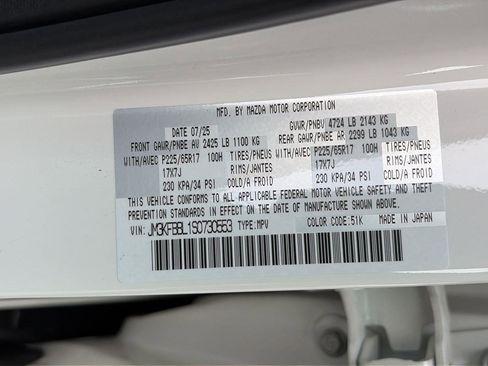 MFD. BY MAZDA MOTOR CORPORATION
DATE 07/25 GVWR/PNBV 4724 LB 2143 KG
FRONT GAWR/PNBE AV 2425 LB 1100 KG REAR GAWR/PNBE AR 2299 LB 1043 KG
WITH/AVEC P225/65R17 100H TIRES/PNEUS WITH/AVEC P225/65R17 100H TIRES/PNEUS
17X7J RIMS/JANTES 17X7J RIMS/JANTES
230 KPA/34 PSI COLD/A FROID 230 KPA/34 PSI COLD/A FROID
THIS VEHICLE CONFORMS TO ALL APPLICABLE FEDERAL MOTOR VEHICLE SAFETY AND
THEFT PREVENTION STANDARDS IN EFFECT ON THE DATE OF MANUFACTURE SHOWN ABOVE.
VIN: JM3KFBBL1S0730553 TYPE:MPV COLOR CODE: 51K MADE IN JAPAN